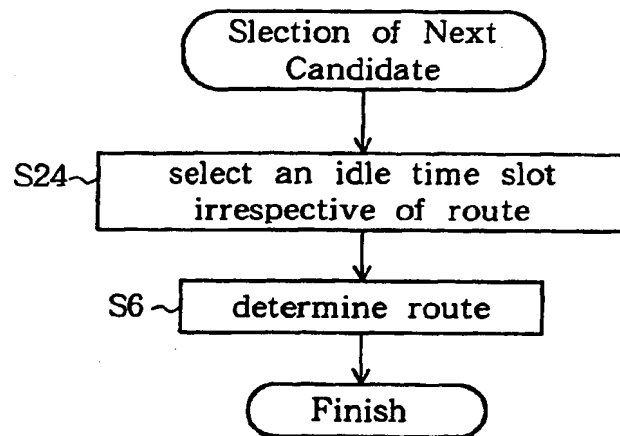 Slection of Next
Candidate
S24
select an idle time slot
irrespective of route
S6
determine route
Finish